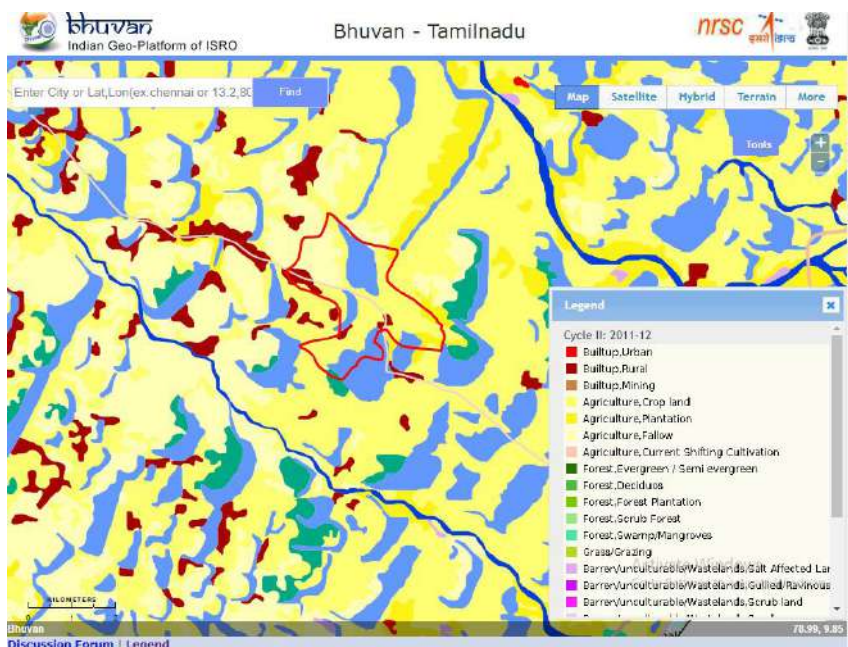 bhuvan
Indian Geo-Platform of ISRO
Bhuvan - Tamilnadu
nrsc
इसरो isro
Enter City or Lat,Lon(ex.chennai or 13.2,80
Find
Map Satellite Hybrid Terrain More
Tools
+
−
Legend
Cycle II: 2011-12
Builtup,Urban
Builtup,Rural
Builtup,Mining
Agriculture,Crop land
Agriculture,Plantation
Agriculture,Fallow
Agriculture,Current Shifting Cultivation
Forest,Evergreen / Semi evergreen
Forest,Deciduos
Forest,Forest Plantation
Forest,Scrub Forest
Forest,Swamp/Mangroves
Grass/Grazing
Barren/unculturable/Wastelands,Salt Affected Lar
Barren/unculturable/Wastelands,Gullied/Ravinous
Barren/unculturable/Wastelands,Scrub land
KILOMETERS
Bhuvan
78.99, 9.85
Discussion Forum | Legend